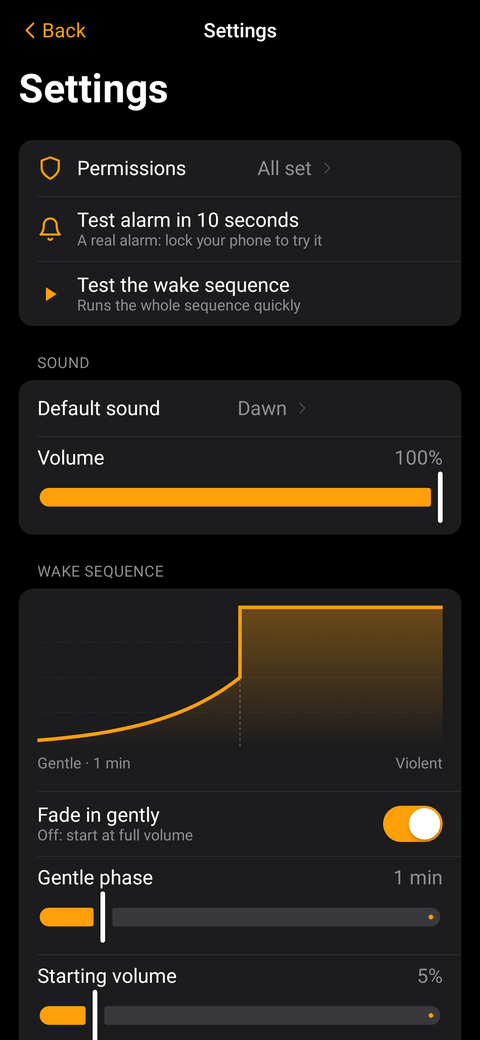 Back
Settings
Settings
Permissions All set
Test alarm in 10 seconds
A real alarm: lock your phone to try it
Test the wake sequence
Runs the whole sequence quickly
SOUND
Default sound Dawn
Volume 100%
WAKE SEQUENCE
Gentle · 1 min Violent
Fade in gently
Off: start at full volume
Gentle phase 1 min
Starting volume 5%